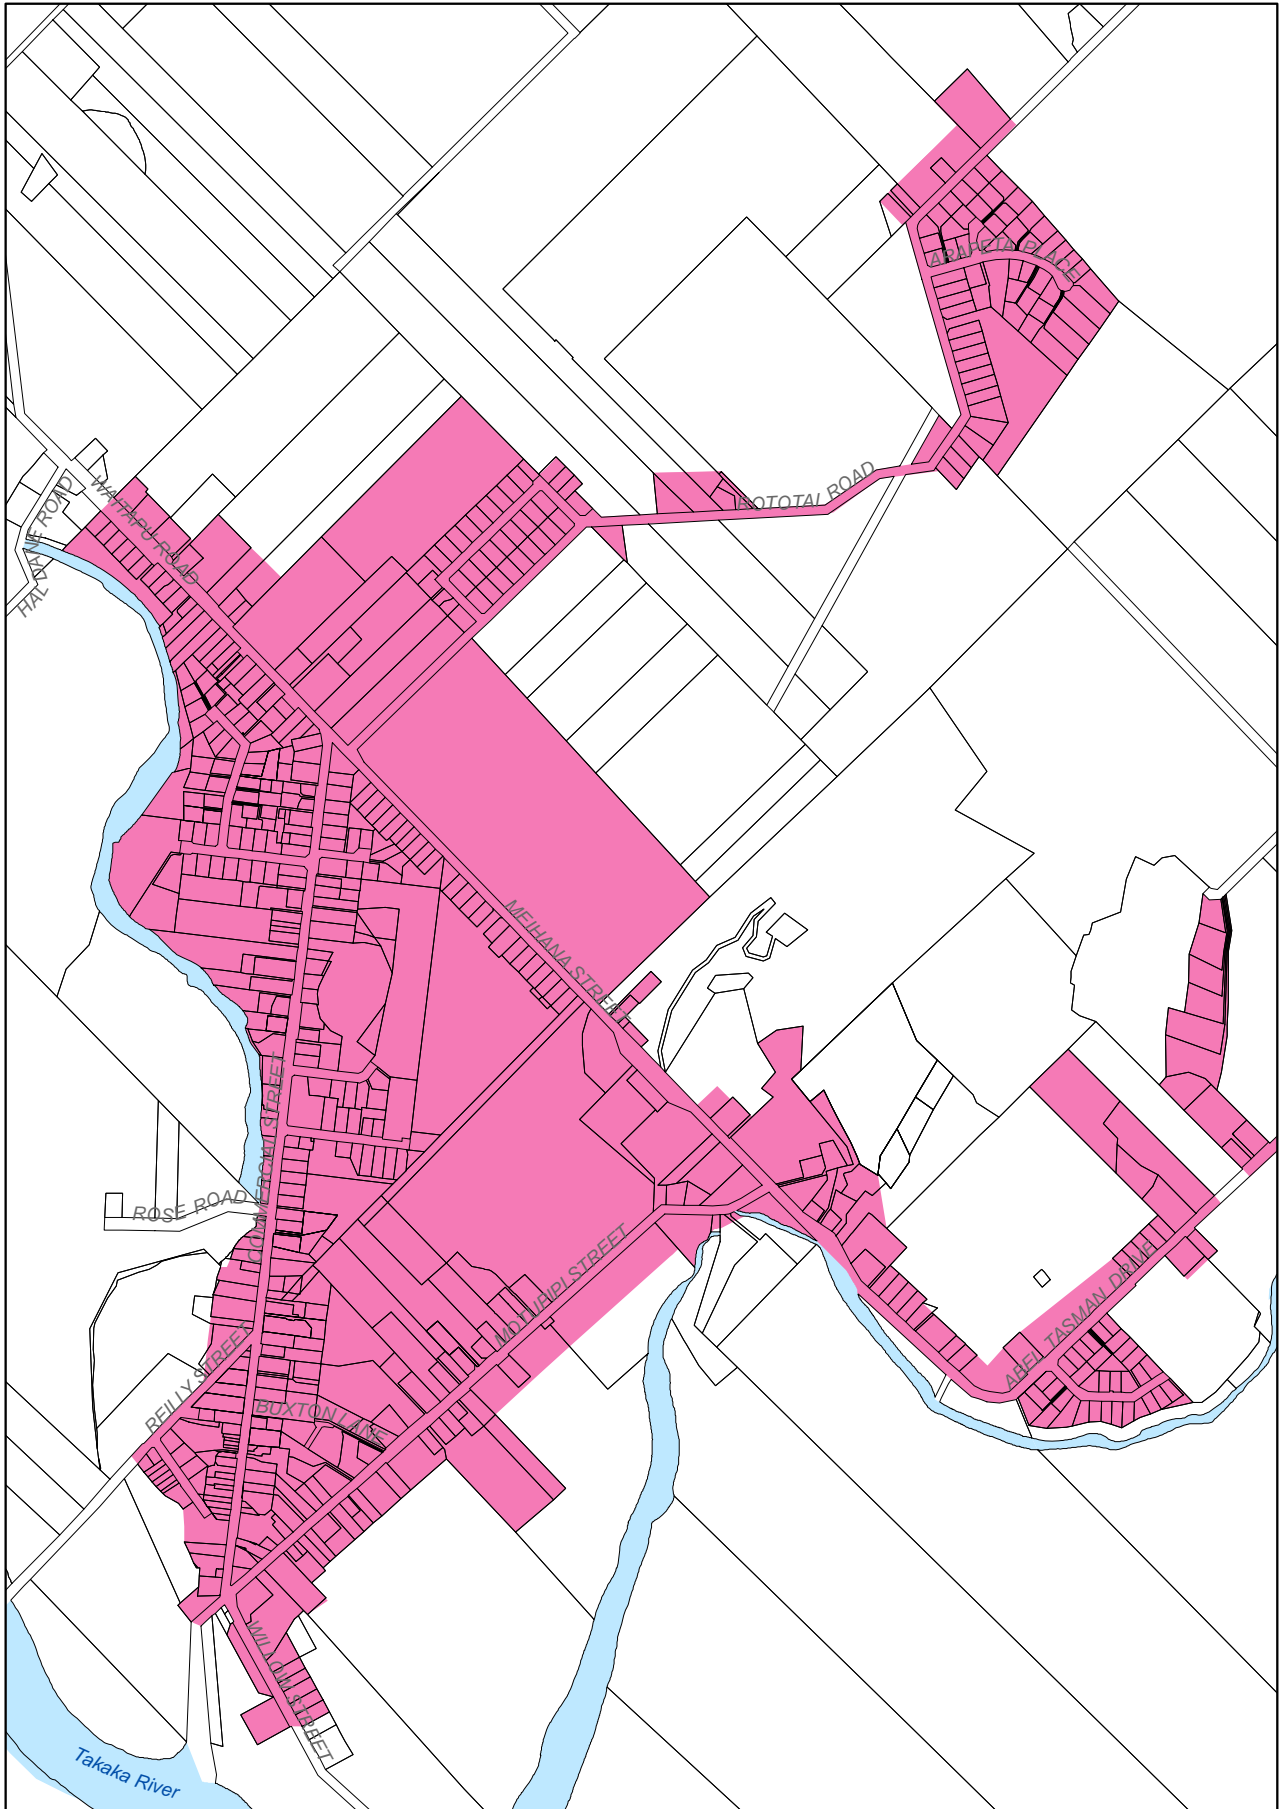 ARAPETA PLACE
ROTOTAI ROAD
WAITAPU ROAD
HALDANE ROAD
MEIHANA STREET
COMMERCIAL STREET
ROSE ROAD
MOTUPIPI STREET
ABEL TASMAN DRIVE
REILLY STREET
BUXTON LANE
WILLOW STREET
Takaka River